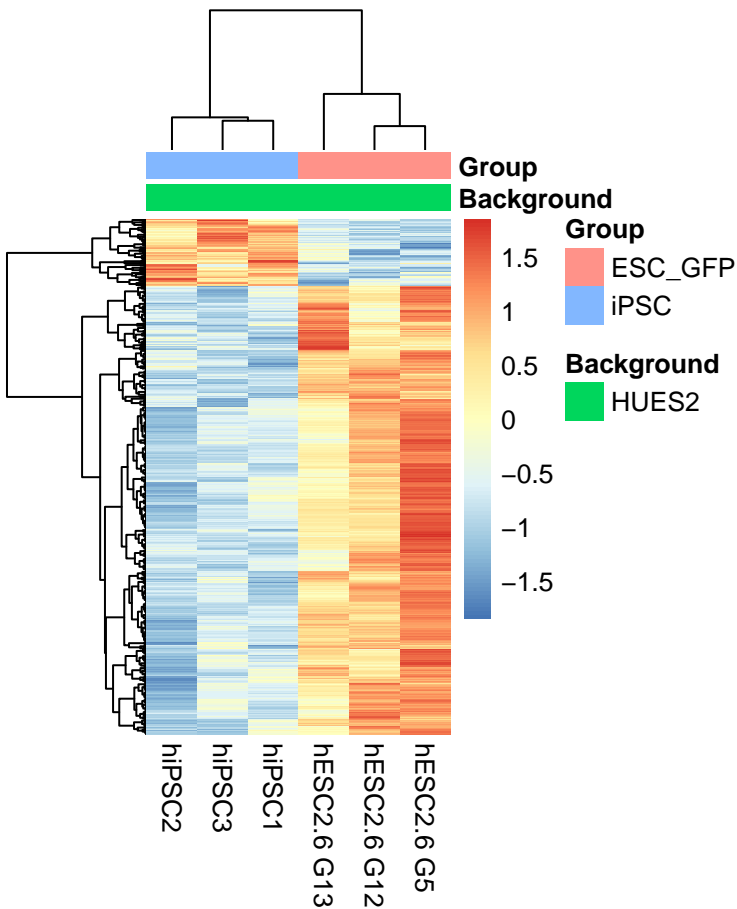 Group
Background
1.5
1
0.5
0
−0.5
−1
−1.5
Group
ESC_GFP
iPSC
Background
HUES2
hiPSC2
hiPSC3
hiPSC1
hESC2.6 G13
hESC2.6 G12
hESC2.6 G5